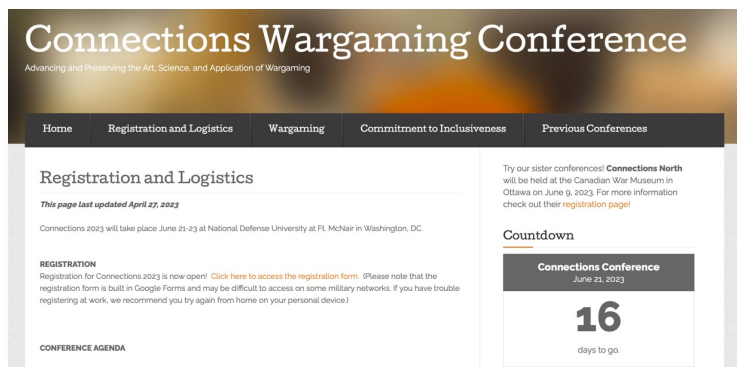 Connections Wargaming Conference
Advancing and Preserving the Art, Science, and Application of Wargaming
Home
Registration and Logistics
Wargaming
Commitment to Inclusiveness
Previous Conferences
Registration and Logistics
This page last updated April 27, 2023
Connections 2023 will take place June 21-23 at National Defense University at Ft. McNair in Washington, DC.
REGISTRATION
Registration for Connections 2023 is now open! Click here to access the registration form. (Please note that the
registration form is built in Google Forms and may be difficult to access on some military networks. If you have trouble
registering at work, we recommend you try again from home on your personal device.)
CONFERENCE AGENDA
Try our sister conferences! Connections North
will be held at the Canadian War Museum in
Ottawa on June 9, 2023. For more information
check out their registration page!
Countdown
Connections Conference
June 21, 2023
16
days to go.